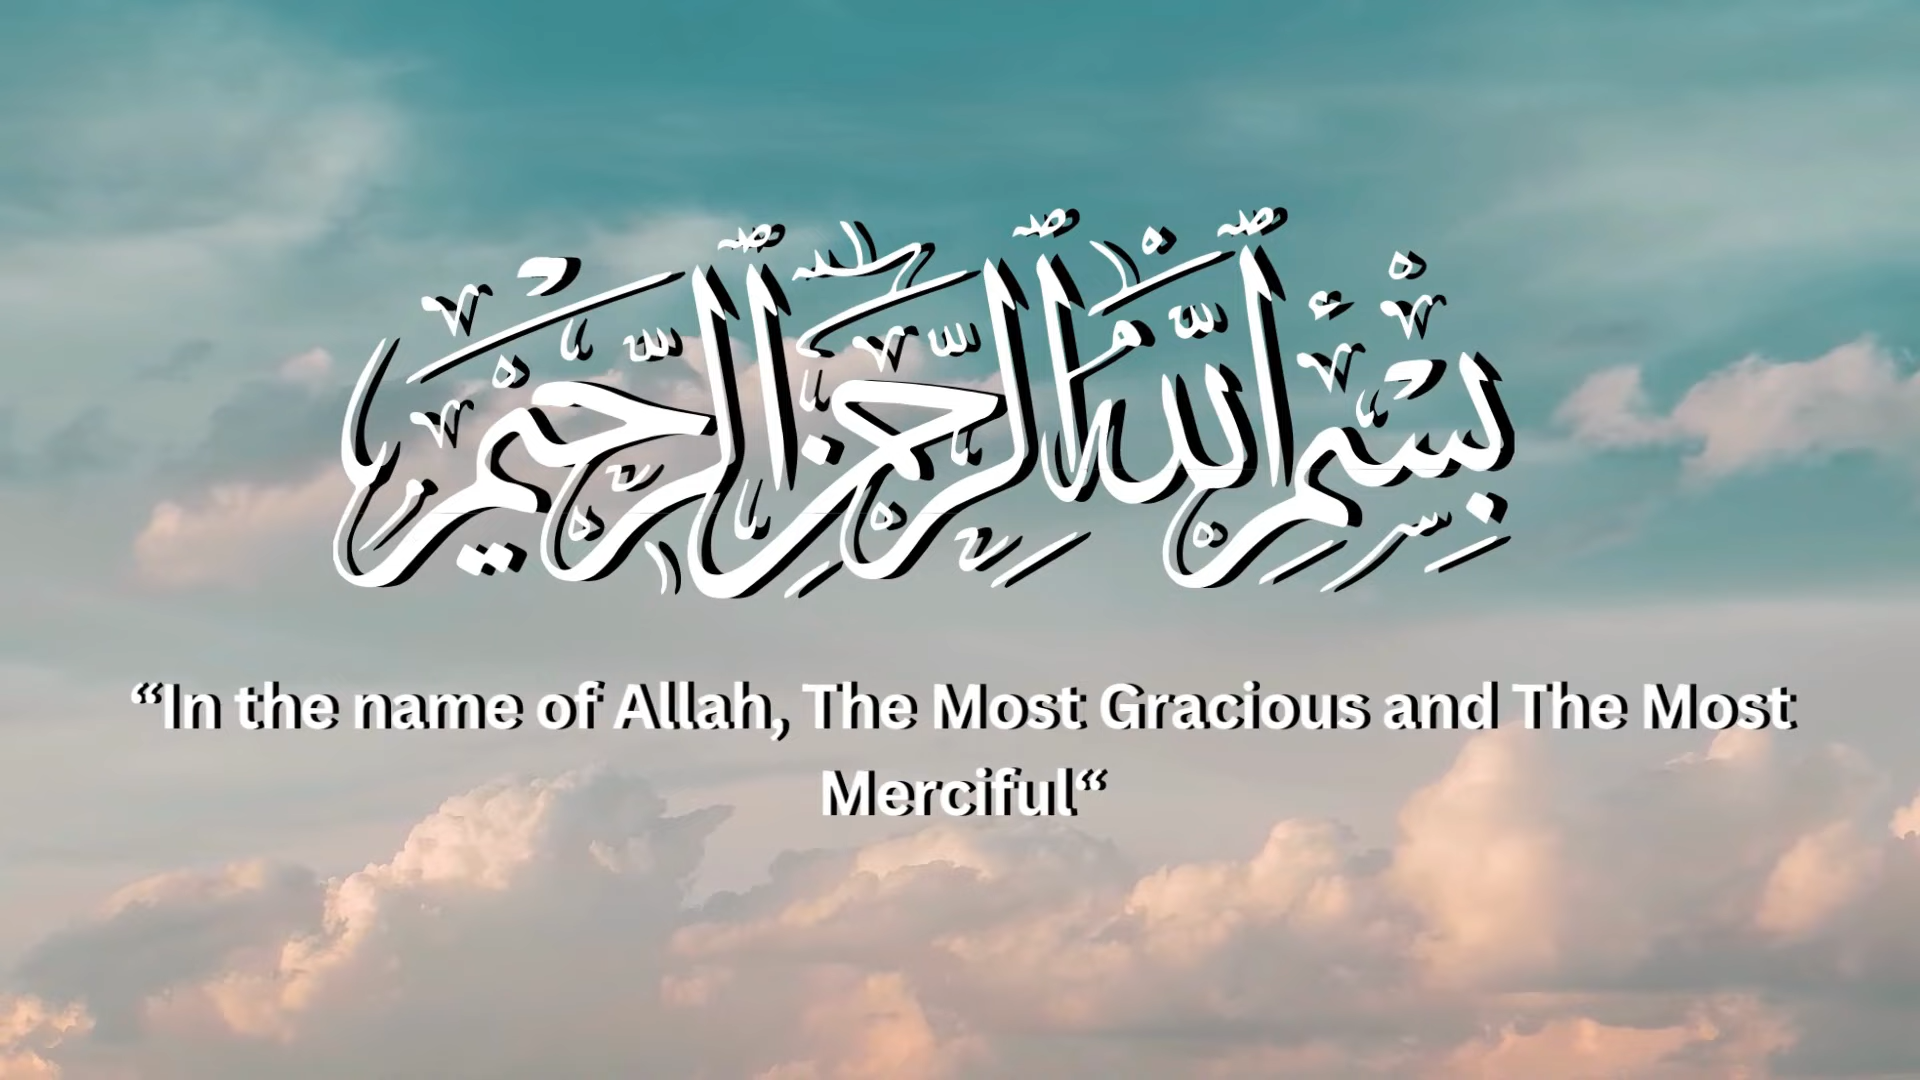 بِسْمِ ٱللَّٰهِ ٱلرَّحْمَٰنِ ٱلرَّحِيمِ
“In the name of Allah, The Most Gracious and The Most
Merciful“